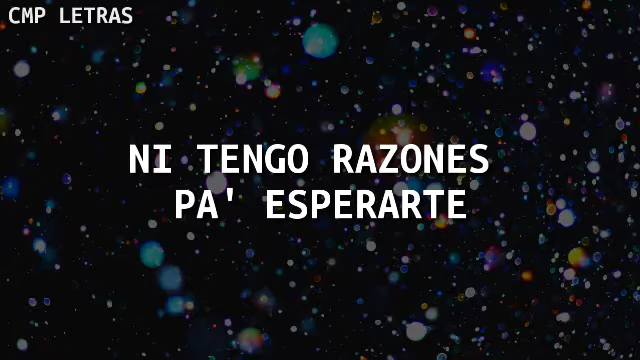 CMP LETRAS
NI TENGO RAZONES
PA' ESPERARTE